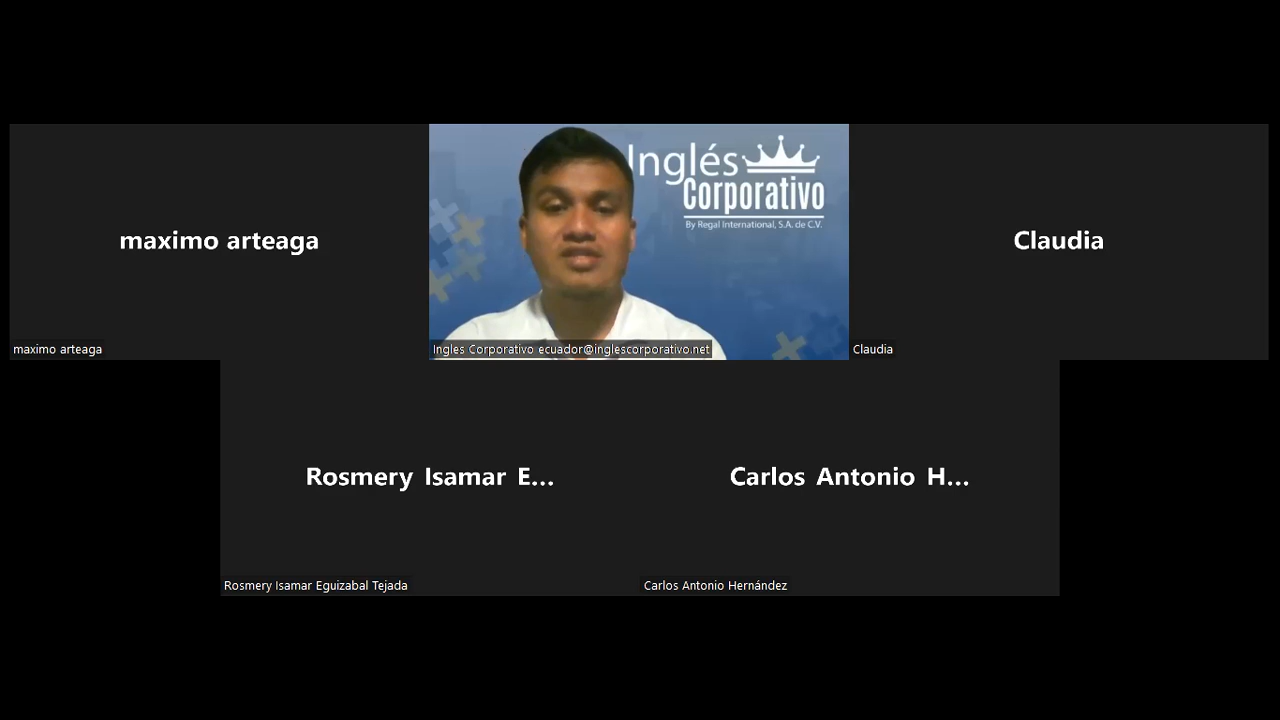 maximo arteaga
maximo arteaga
Inglés
Corporativo
By Regal International, S.A. de C.V.
Ingles Corporativo ecuador@inglescorporativo.net
Claudia
Claudia
Rosmery Isamar E...
Rosmery Isamar Eguizabal Tejada
Carlos Antonio H...
Carlos Antonio Hernández